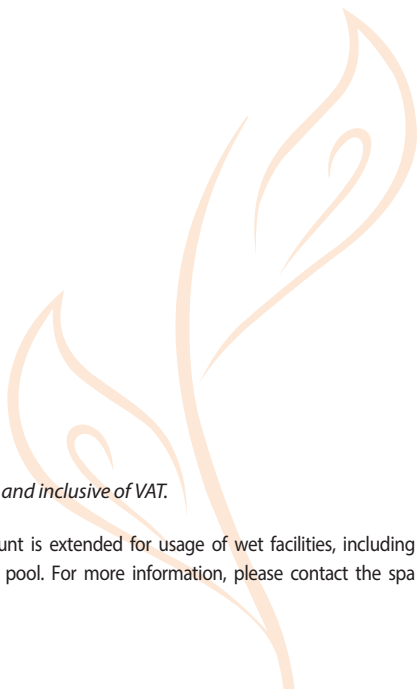 and inclusive of VAT.
unt is extended for usage of wet facilities, including
pool. For more information, please contact the spa